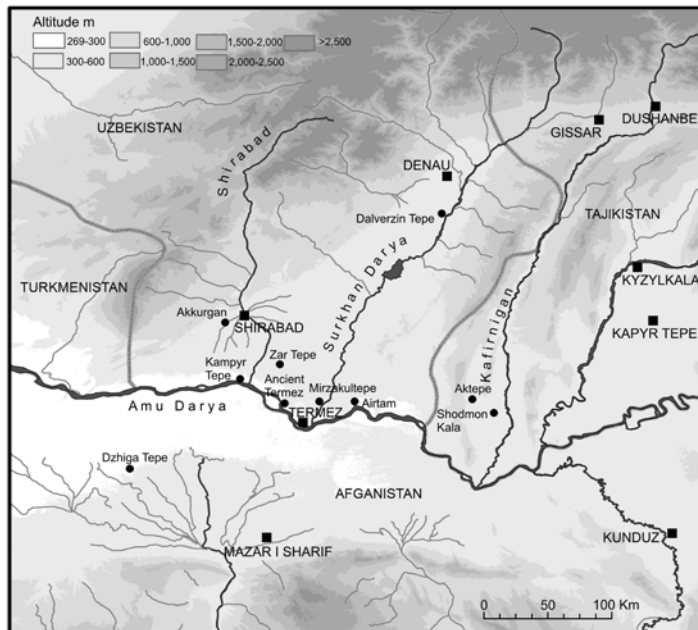 Altitude m
269-300
600-1,000
1,500-2,000
>2,500
300-600
1,000-1,500
2,000-2,500
UZBEKISTAN
Shirabad
DENAU
GISSAR
DUSHANBE
Dalverzin Tepe
TAJIKISTAN
Surkhan Darya
TURKMENISTAN
KYZYLKALA
Akkurgan
SHIRABAD
Kafirnigan
KAPYR TEPE
Kampyr
Tepe
Zar Tepe
Ancient
Termez
Mirzakultepe
Aktepe
Amu Darya
TERMEZ
Airtam
Shodmon
Kala
Dzhiga Tepe
AFGANISTAN
MAZAR I SHARIF
KUNDUZ
0 50 100 Km